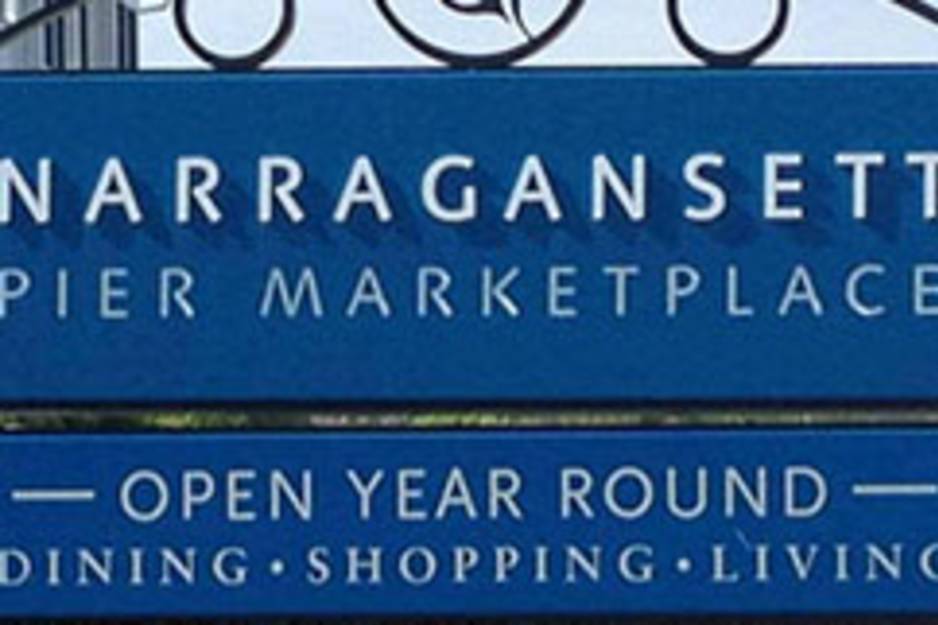 NARRAGANSETT
PIER MARKETPLACE
— OPEN YEAR ROUND —
DINING • SHOPPING • LIVING